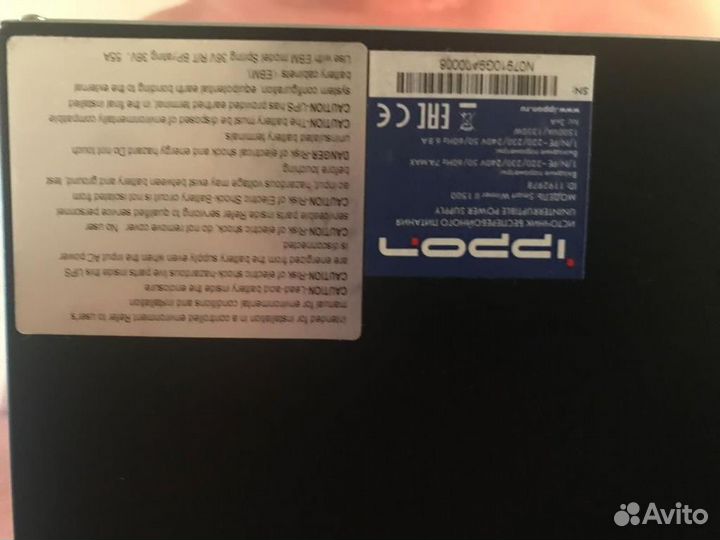 intended for installation in a controlled environment Refer to user's
manual for environmental conditions and installation
CAUTION-Lead-acid battery inside the enclosure
CAUTION-Risk of electric shock-hazardous live parts inside this UPS
are energized from the battery supply even when the input AC power
is disconnected
CAUTION-Risk of electric shock, do not remove cover. No user
serviceable parts inside Refer servicing to qualified service personnel
CAUTION-Risk of Electric Shock Battery circuit is not isolated from
ac input, hazardous voltage may exist between battery and ground, test
before touching
DANGER-Risk of electrical shock and energy hazard Do not touch
uninsulated battery terminals
CAUTION-The battery must be disposed of environmentally compatible
CAUTION-UPS has provided earthed terminal, in the final installed
system configuration equipotential earth bonding to the external
battery cabinets (EBM)
Use with EBM model Spring 36V R/T BP rating 36V, 55A
ippon
ИСТОЧНИК БЕСПЕРЕБОЙНОГО ПИТАНИЯ
UNINTERRUPTIBLE POWER SUPPLY
МОДЕЛЬ: Smart Winner II 1500
ID: 1192978
Входные параметры:
1/N/PE~220/230/240V 50/60Hz 7A MAX
Выходные параметры:
1/N/PE~220/230/240V 50/60Hz 6.8A
1500VA/1350W
www.ippon.ru
EAC CE
SN:
Avito